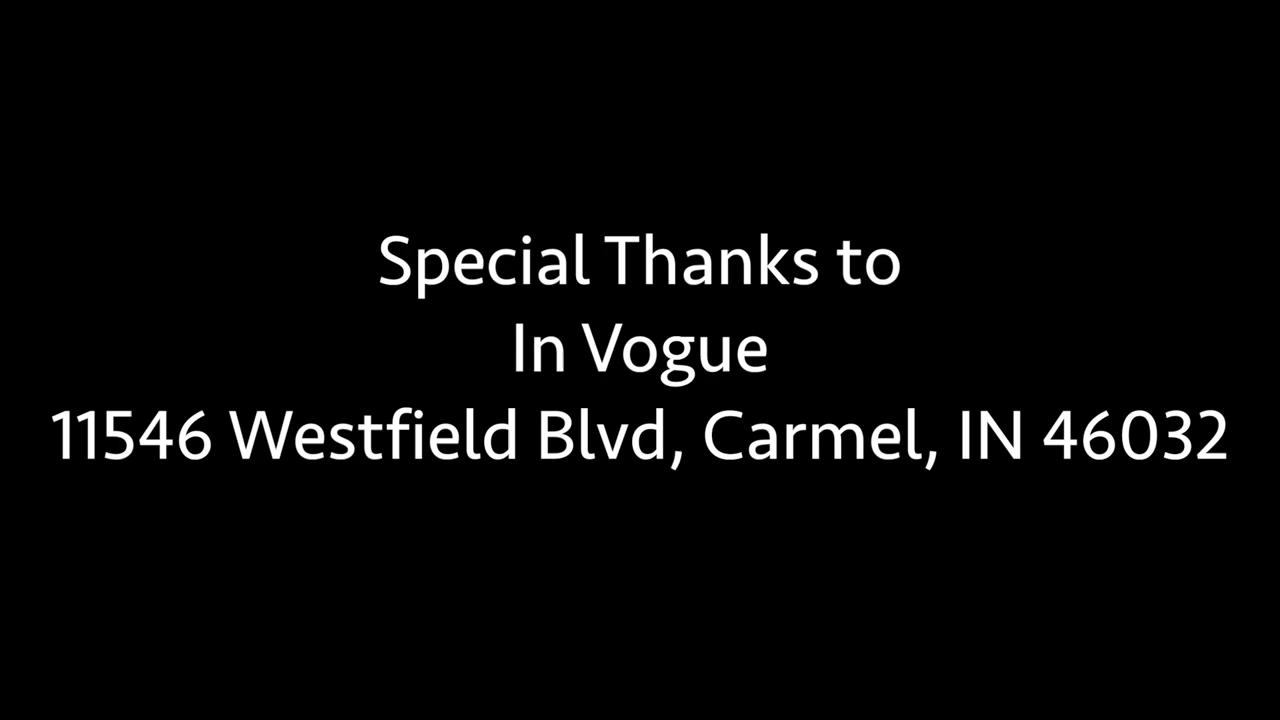 Special Thanks to
In Vogue
11546 Westfield Blvd, Carmel, IN 46032